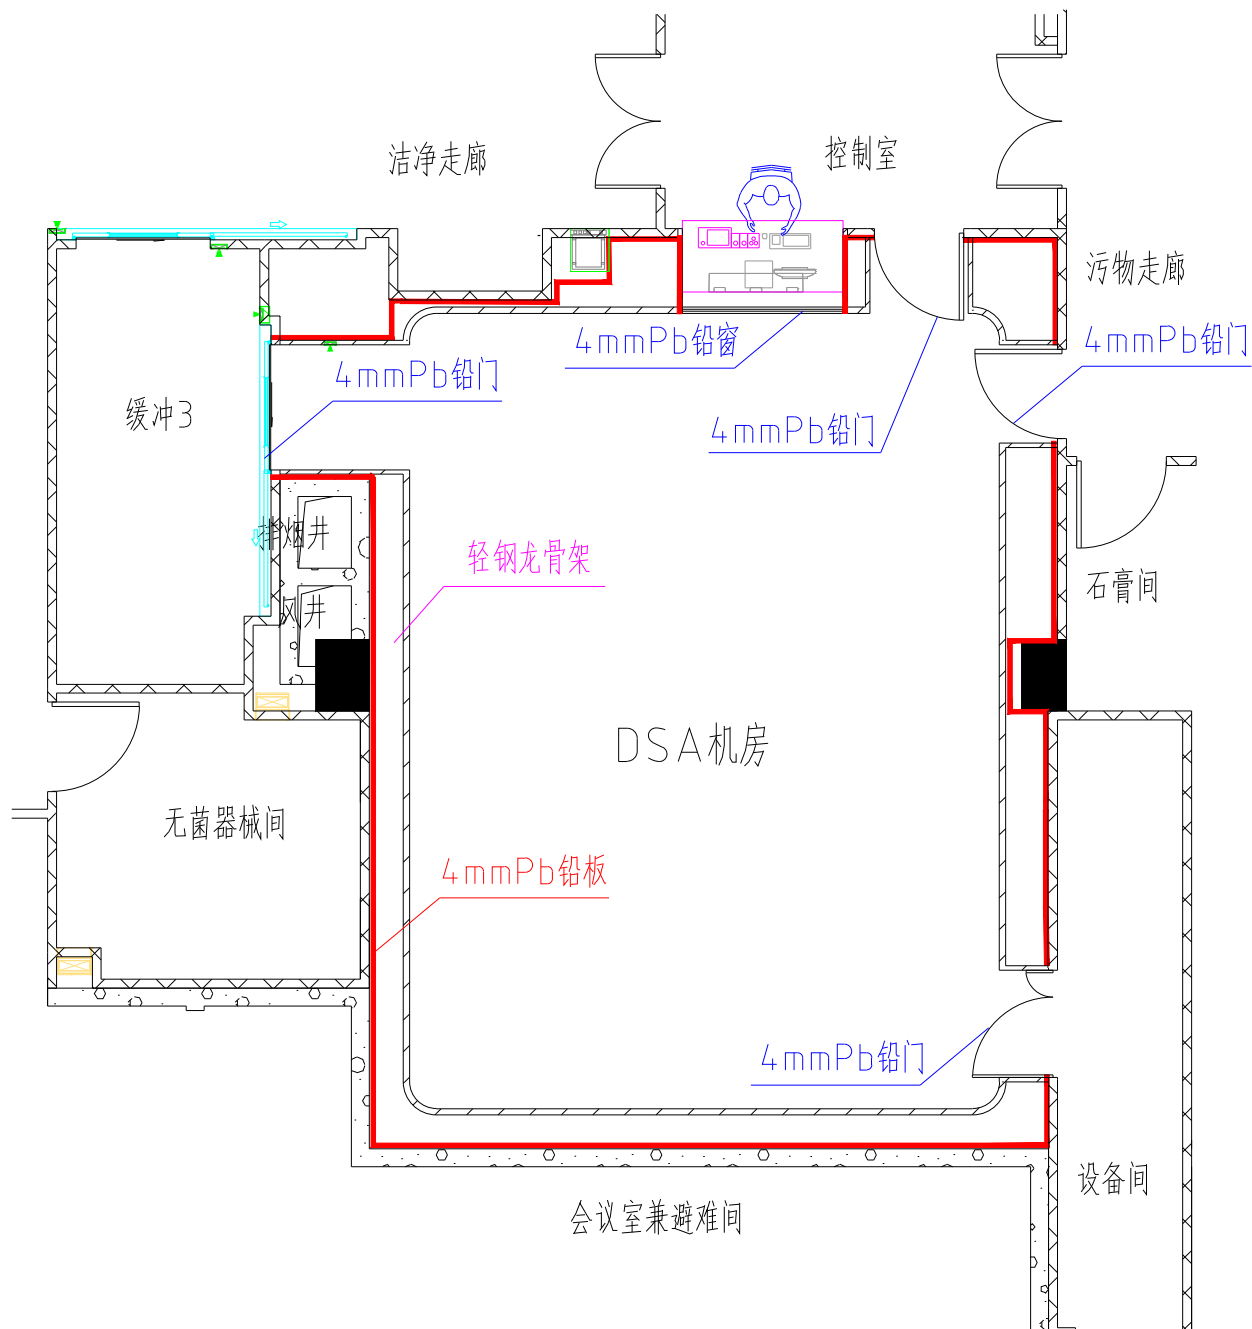 洁净走廊
控制室
污物走廊
4mmPb铅窗
4mmPb铅门
4mmPb铅门
缓冲3
4mmPb铅门
排烟井
轻钢龙骨架
石膏间
风井
DSA机房
无菌器械间
4mmPb铅板
4mmPb铅门
设备间
会议室兼避难间